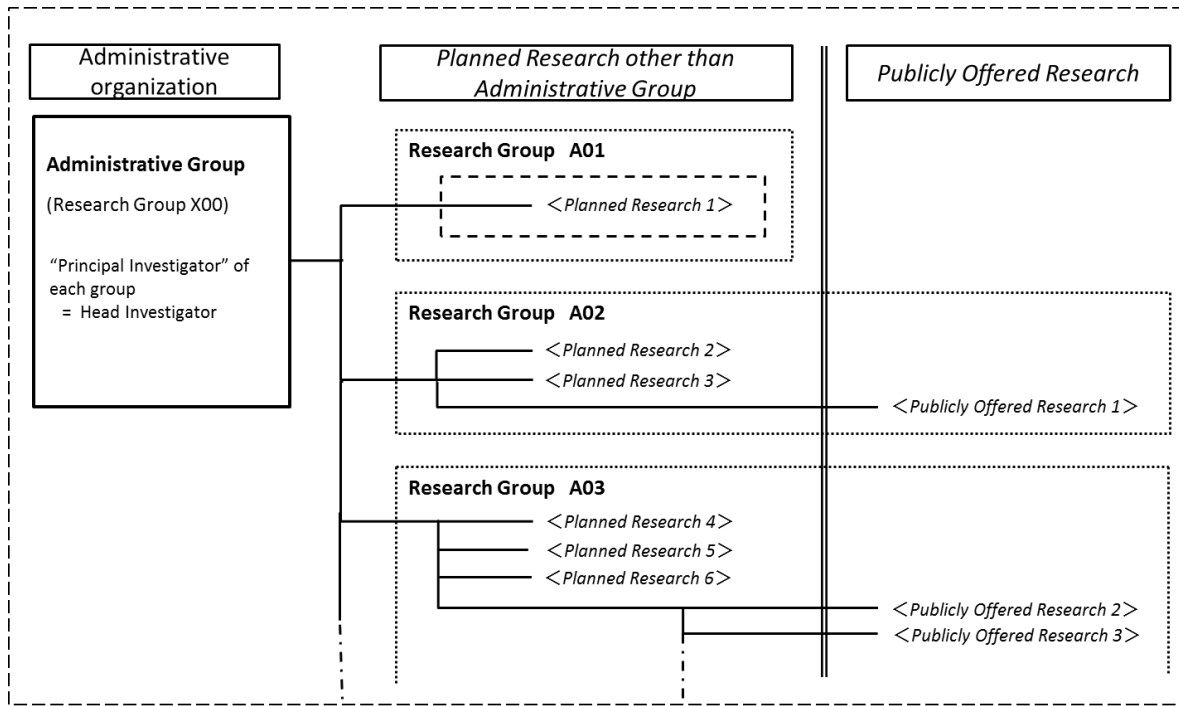 Administrative
organization
Planned Research other than
Administrative Group
Publicly Offered Research
Administrative Group
(Research Group X00)
“Principal Investigator” of
each group
= Head Investigator
Research Group A01
＜Planned Research 1＞
Research Group A02
＜Planned Research 2＞
＜Planned Research 3＞
＜Publicly Offered Research 1＞
Research Group A03
＜Planned Research 4＞
＜Planned Research 5＞
＜Planned Research 6＞
＜Publicly Offered Research 2＞
＜Publicly Offered Research 3＞